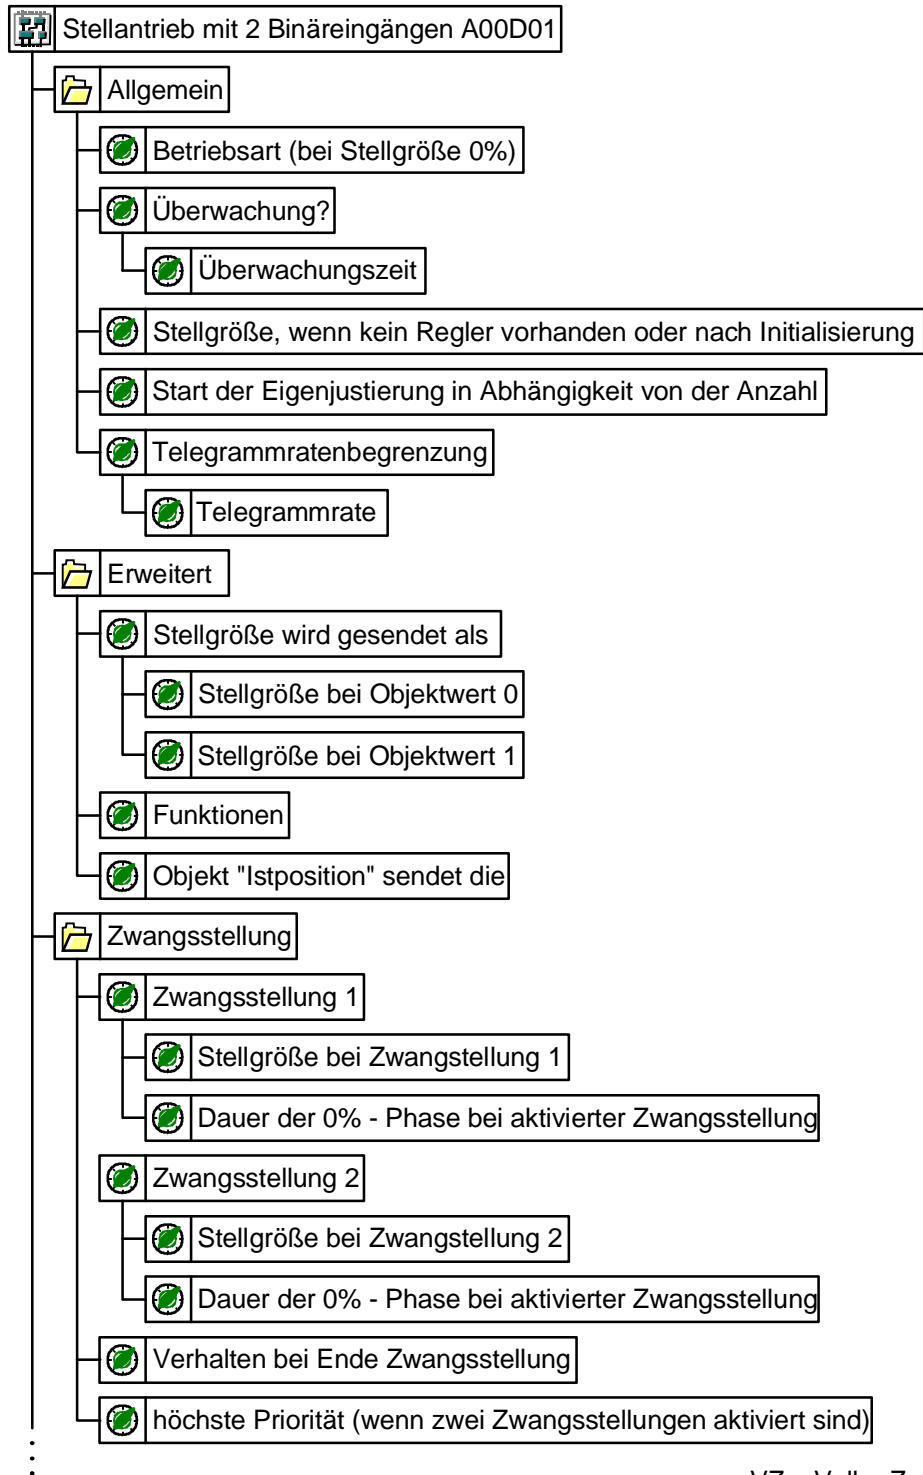 Stellantrieb mit 2 Binäreingängen A00D01
Allgemein
Betriebsart (bei Stellgröße 0%)
Überwachung?
Überwachungszeit
Stellgröße, wenn kein Regler vorhanden oder nach Initialisierung
Start der Eigenjustierung in Abhängigkeit von der Anzahl
Telegrammratenbegrenzung
Telegrammrate
Erweitert
Stellgröße wird gesendet als
Stellgröße bei Objektwert 0
Stellgröße bei Objektwert 1
Funktionen
Objekt "Istposition" sendet die
Zwangsstellung
Zwangsstellung 1
Stellgröße bei Zwangstellung 1
Dauer der 0% - Phase bei aktivierter Zwangsstellung
Zwangsstellung 2
Stellgröße bei Zwangstellung 2
Dauer der 0% - Phase bei aktivierter Zwangsstellung
Verhalten bei Ende Zwangsstellung
höchste Priorität (wenn zwei Zwangsstellungen aktiviert sind)